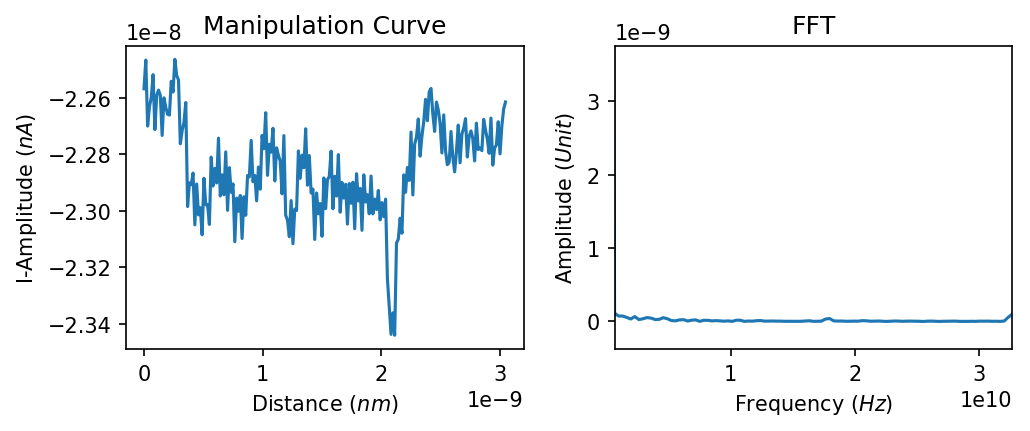 1e−8 Manipulation Curve
−2.26
−2.28
−2.30
−2.32
−2.34
I-Amplitude (nA)
0 1 2 3
1e−9
Distance (nm)
1e−9 FFT
3
2
1
0
Amplitude (Unit)
1 2 3
1e10
Frequency (Hz)